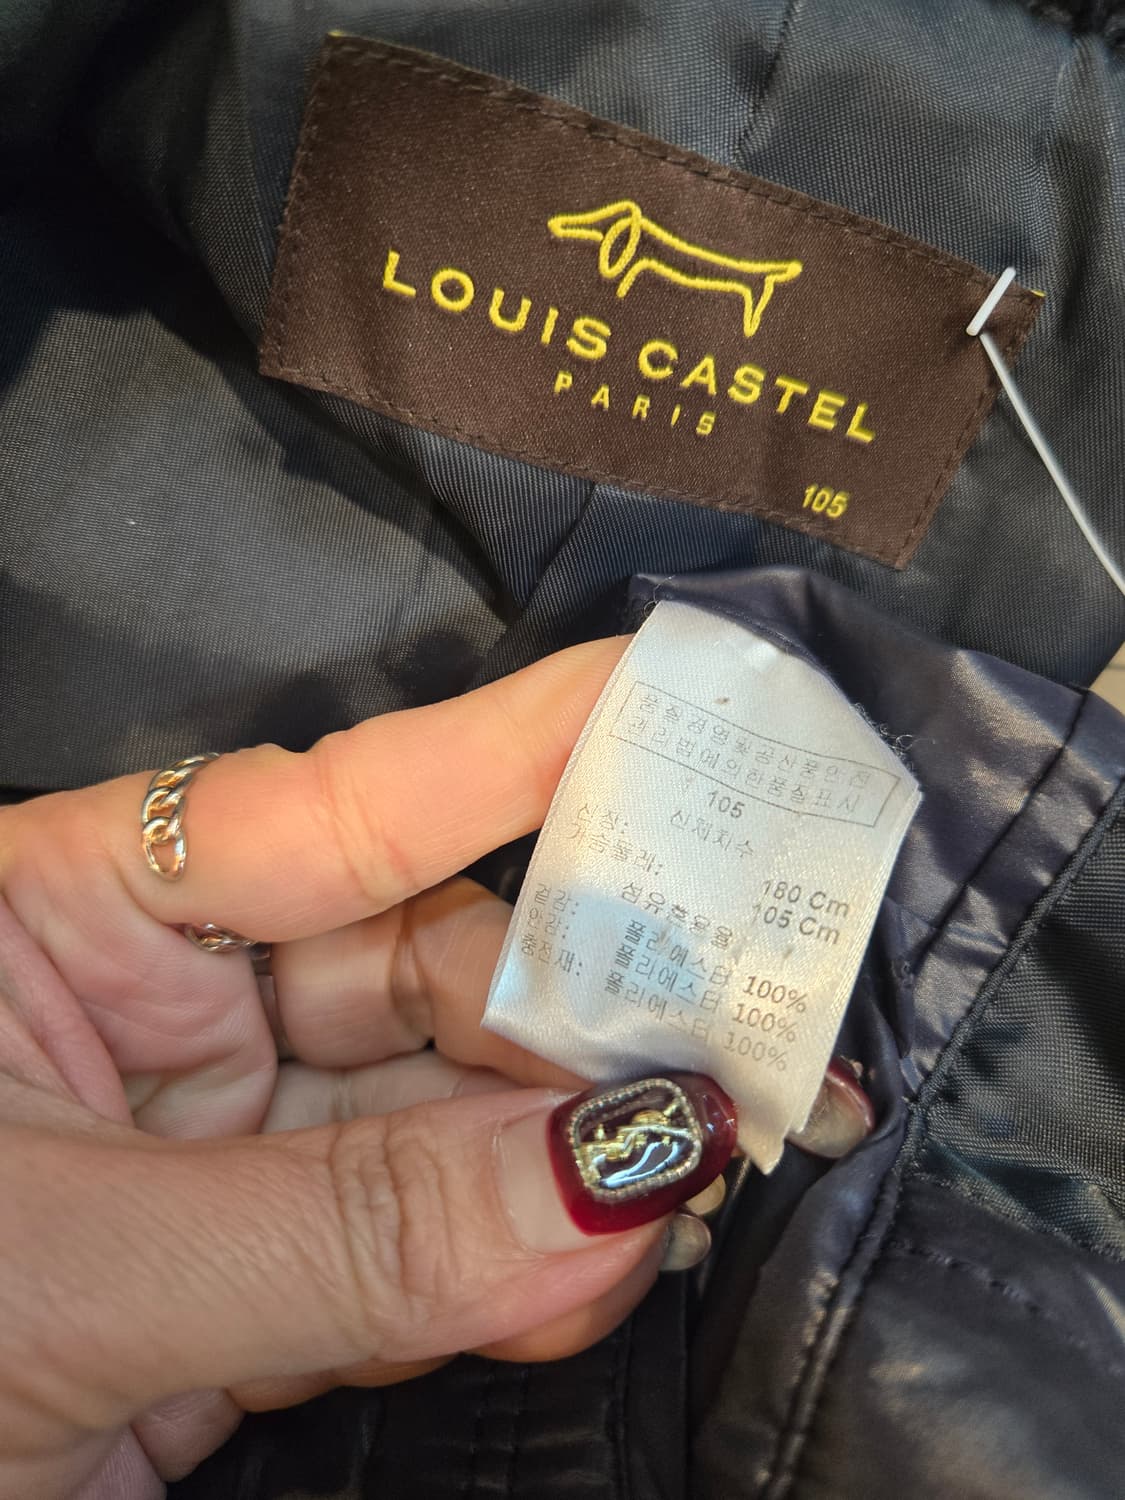 LOUIS CASTEL
PARIS
105
품질경영및공산품안전
관리법에의한품질표시
105
신체치수
신장: 180 Cm
가슴둘레: 105 Cm
섬유혼용율
겉감: 폴리에스터 100%
안감: 폴리에스터 100%
충전재: 폴리에스터 100%